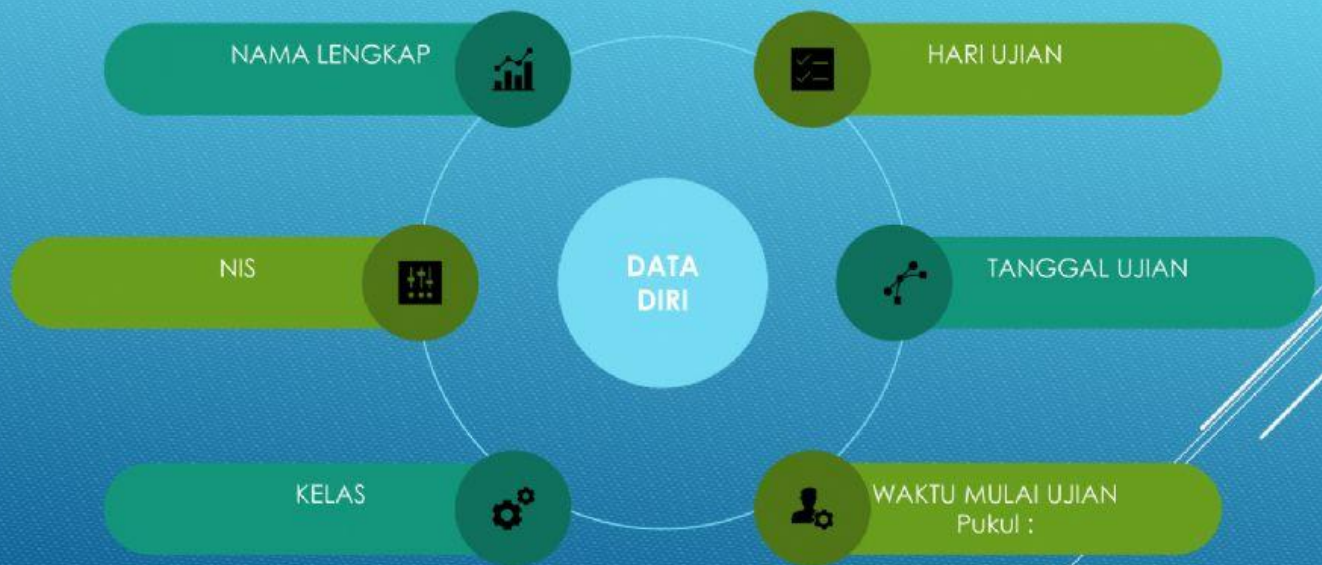 NAMA LENGKAP
HARI UJIAN
NIS
DATA
DIRI
TANGGAL UJIAN
KELAS
WAKTU MULAI UJIAN
Pukul :